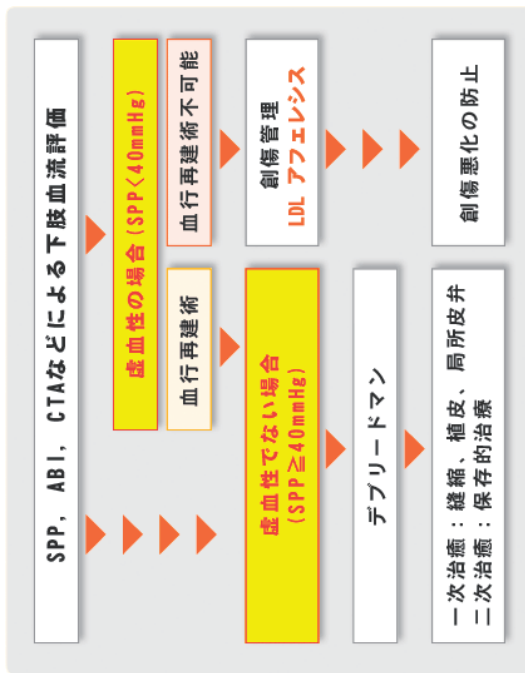 SPP, ABI, CTAなどによる下肢血流評価
虚血性の場合(SPP<40mmHg)
血行再建術
血行再建術不可能
虚血性でない場合
(SPP≧40mmHg)
創傷管理
LDL アフェレシス
デブリードマン
一次治癒：縫縮、植皮、局所皮弁
二次治癒：保存的治療
創傷悪化の防止